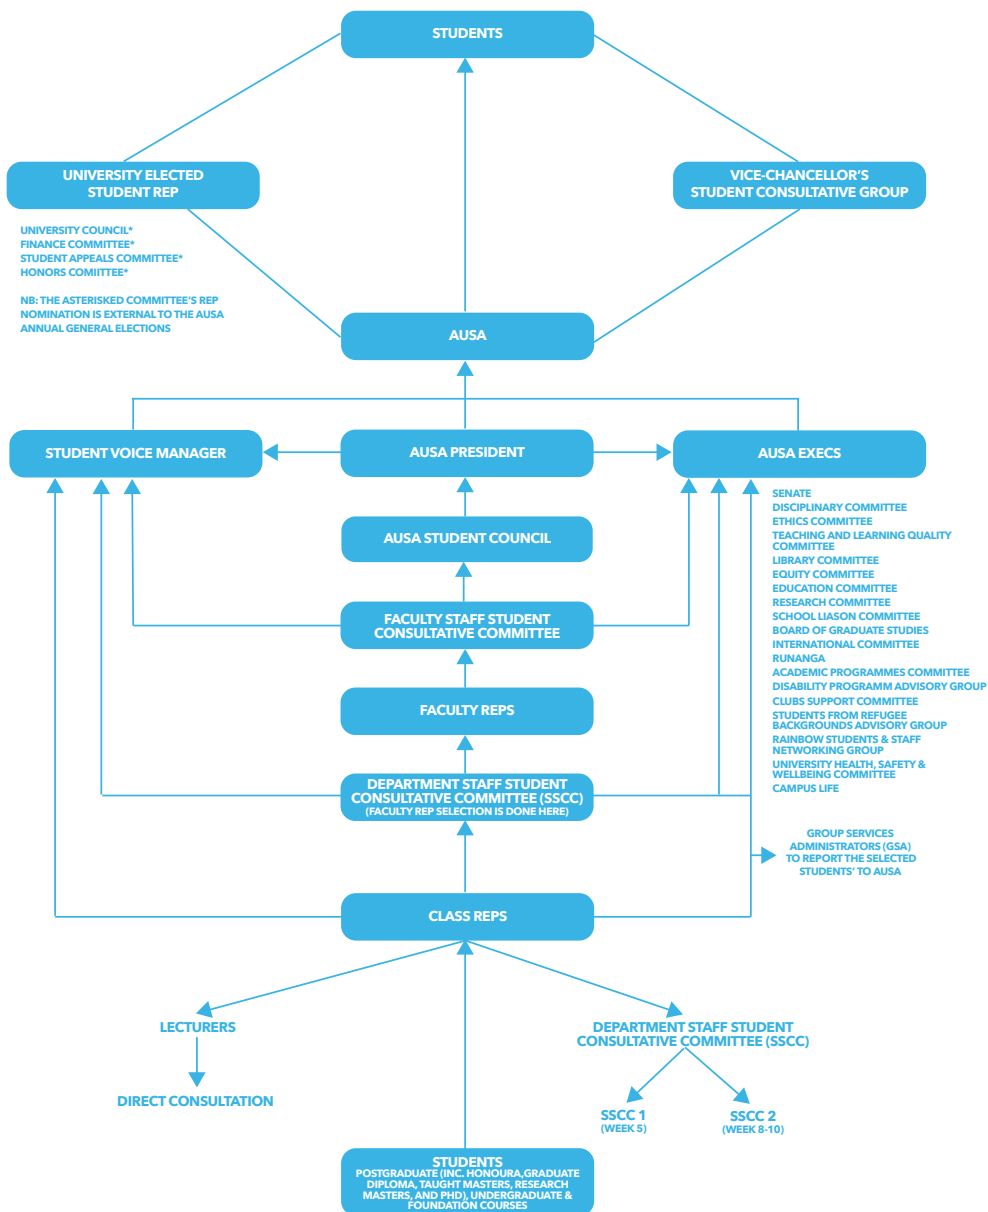 STUDENTS
UNIVERSITY ELECTED
STUDENT REP
VICE-CHANCELLOR'S
STUDENT CONSULTATIVE GROUP
UNIVERSITY COUNCIL*
FINANCE COMMITTEE*
STUDENT APPEALS COMMITTEE*
HONORS COMIITTEE*
NB: THE ASTERISKED COMMITTEE'S REP
NOMINATION IS EXTERNAL TO THE AUSA
ANNUAL GENERAL ELECTIONS
AUSA
STUDENT VOICE MANAGER
AUSA PRESIDENT
AUSA EXECS
SENATE
DISCIPLINARY COMMITTEE
ETHICS COMMITTEE
TEACHING AND LEARNING QUALITY
COMMITTEE
LIBRARY COMMITTEE
EQUITY COMMITTEE
EDUCATION COMMITTEE
RESEARCH COMMITTEE
SCHOOL LIASON COMMITTEE
BOARD OF GRADUATE STUDIES
INTERNATIONAL COMMITTEE
RUNANGA
ACADEMIC PROGRAMMES COMMITTEE
DISABILITY PROGRAMM ADVISORY GROUP
CLUBS SUPPORT COMMITTEE
STUDENTS FROM REFUGEE
BACKGROUNDS ADVISORY GROUP
RAINBOW STUDENTS & STAFF
NETWORKING GROUP
UNIVERSITY HEALTH, SAFETY &
WELLBEING COMMITTEE
CAMPUS LIFE
AUSA STUDENT COUNCIL
FACULTY STAFF STUDENT
CONSULTATIVE COMMITTEE
FACULTY REPS
DEPARTMENT STAFF STUDENT
CONSULTATIVE COMMITTEE (SSCC)
(FACULTY REP SELECTION IS DONE HERE)
GROUP SERVICES
ADMINISTRATORS (GSA)
TO REPORT THE SELECTED
STUDENTS' TO AUSA
CLASS REPS
LECTURERS
DIRECT CONSULTATION
DEPARTMENT STAFF STUDENT
CONSULTATIVE COMMITTEE (SSCC)
SSCC 1
(WEEK 5)
SSCC 2
(WEEK 8-10)
STUDENTS
POSTGRADUATE (INC. HONOURA,GRADUATE
DIPLOMA, TAUGHT MASTERS, RESEARCH
MASTERS, AND PHD), UNDERGRADUATE &
FOUNDATION COURSES